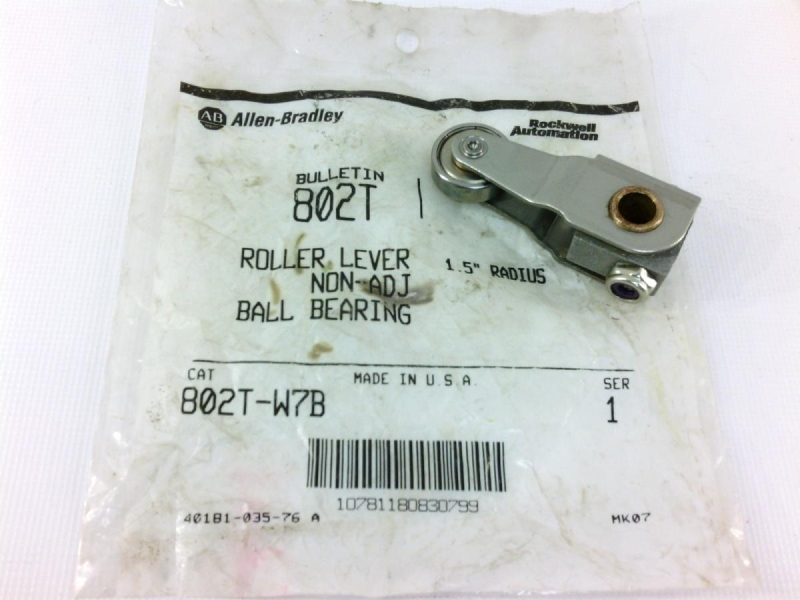 AB Allen-Bradley
Rockwell
Automation
BULLETIN
802T
ROLLER LEVER 1.5" RADIUS
NON-ADJ
BALL BEARING
CAT MADE IN U.S.A. SER
802T-W7B 1
10781180830799
40181-035-76 A MK07